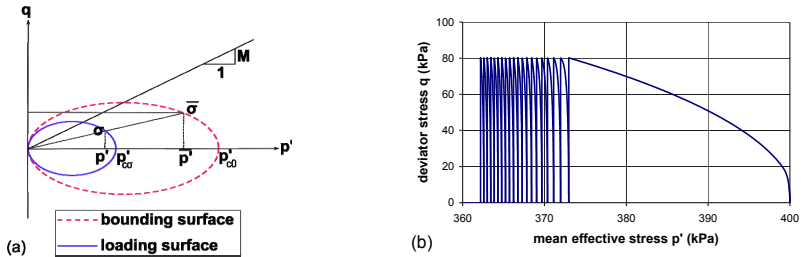 q
M
1
σ̅
σ
p'
p'cσ
p̅'
p'c0
p'
bounding surface
loading surface
(a)
100
80
60
40
20
0
deviator stress q (kPa)
360 370 380 390 400
mean effective stress p' (kPa)
(b)